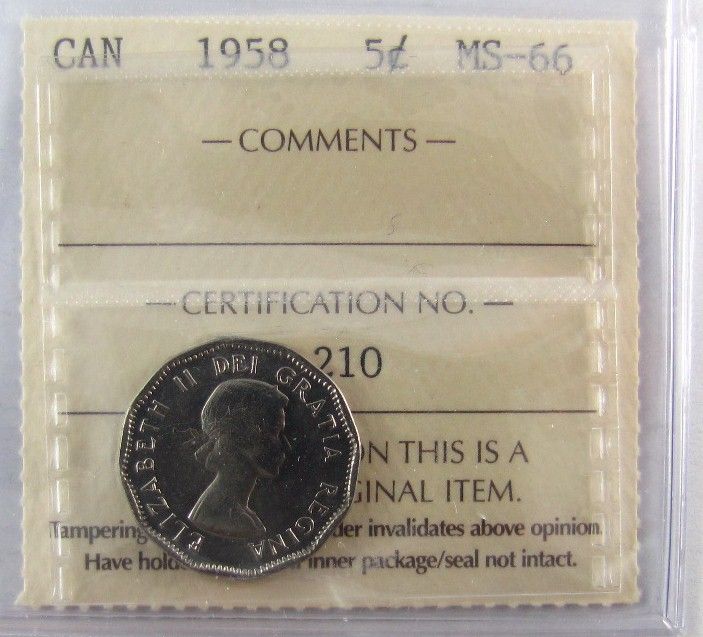 CAN 1958 5¢ MS-66
— COMMENTS —
— CERTIFICATION NO. —
210
ELIZABETH II DEI GRATIA REGINA
ON THIS IS A
GINAL ITEM.
Tampering der invalidates above opinion.
Have hold inner package/seal not intact.